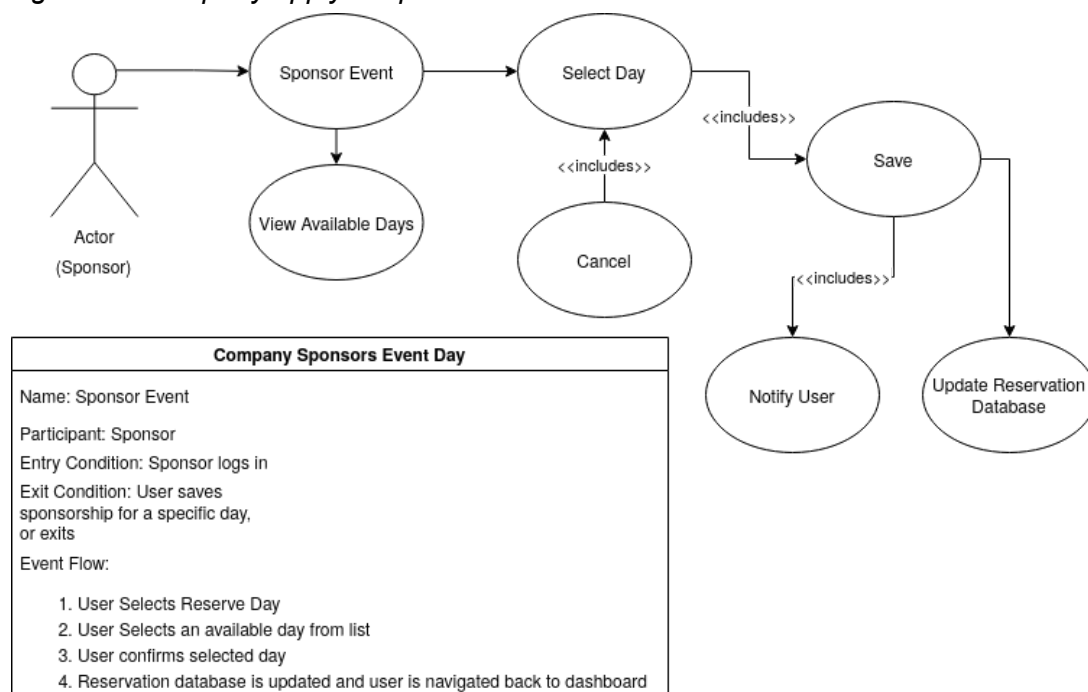 Sponsor Event
Select Day
<<includes>>
Save
<<includes>>
View Available Days
Cancel
Actor
(Sponsor)
<<includes>>
Notify User
Update Reservation
Database
Company Sponsors Event Day
Name: Sponsor Event
Participant: Sponsor
Entry Condition: Sponsor logs in
Exit Condition: User saves
sponsorship for a specific day,
or exits
Event Flow:
1. User Selects Reserve Day
2. User Selects an available day from list
3. User confirms selected day
4. Reservation database is updated and user is navigated back to dashboard